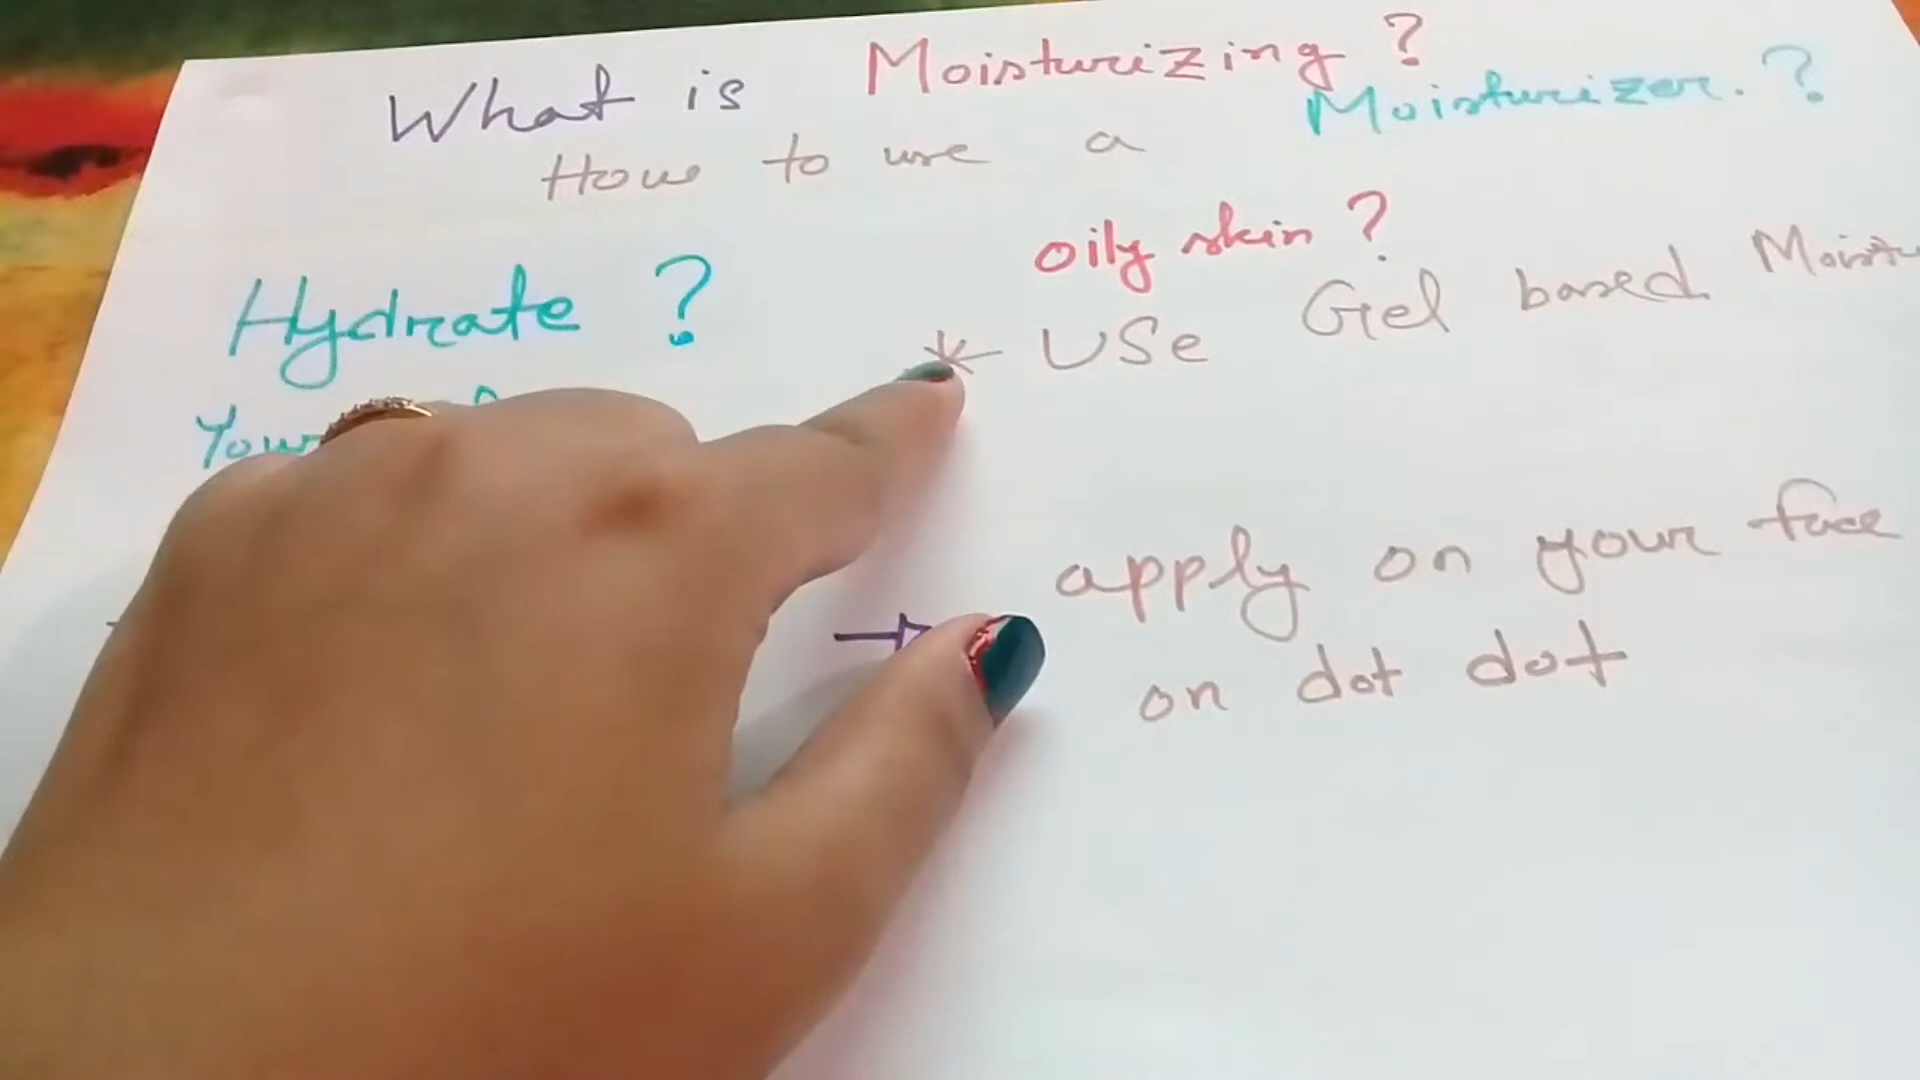 What is Moisturizing?
How to use a Moisturizer.?
Hydrate?
oily skin?
USe Gel based
apply on your face
on dot dot